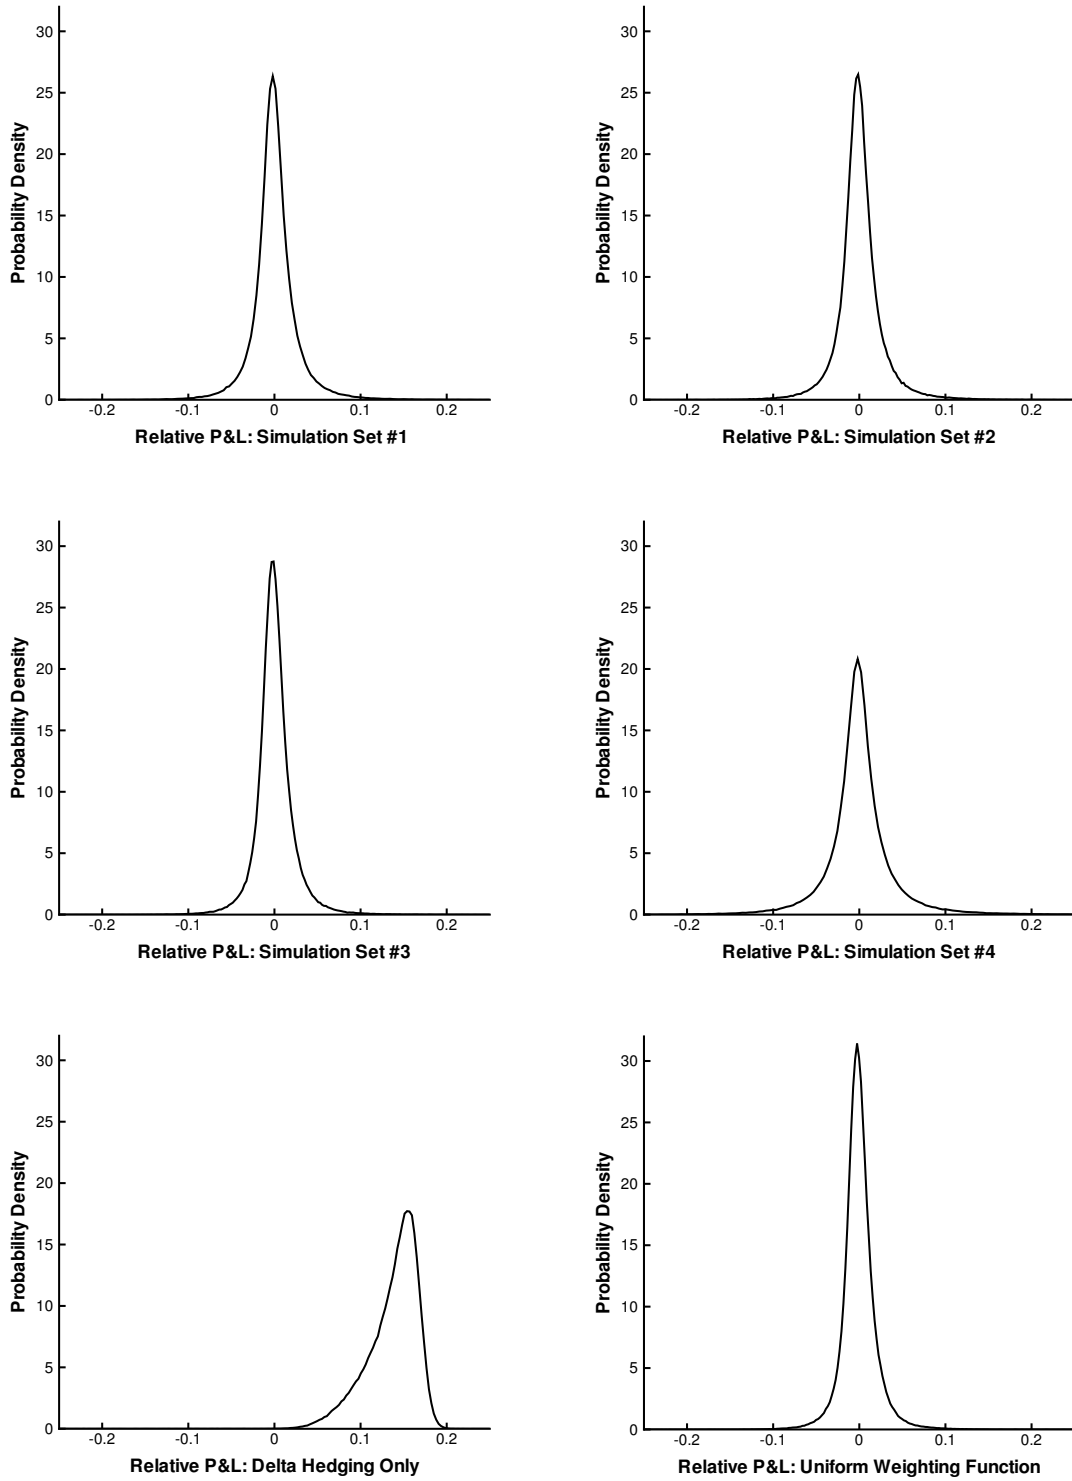 30
25
20
15
10
5
0
Probability Density
-0.2 -0.1 0 0.1 0.2
Relative P&L: Simulation Set #1
30
25
20
15
10
5
0
Probability Density
-0.2 -0.1 0 0.1 0.2
Relative P&L: Simulation Set #2
30
25
20
15
10
5
0
Probability Density
-0.2 -0.1 0 0.1 0.2
Relative P&L: Simulation Set #3
30
25
20
15
10
5
0
Probability Density
-0.2 -0.1 0 0.1 0.2
Relative P&L: Simulation Set #4
30
25
20
15
10
5
0
Probability Density
-0.2 -0.1 0 0.1 0.2
Relative P&L: Delta Hedging Only
30
25
20
15
10
5
0
Probability Density
-0.2 -0.1 0 0.1 0.2
Relative P&L: Uniform Weighting Function